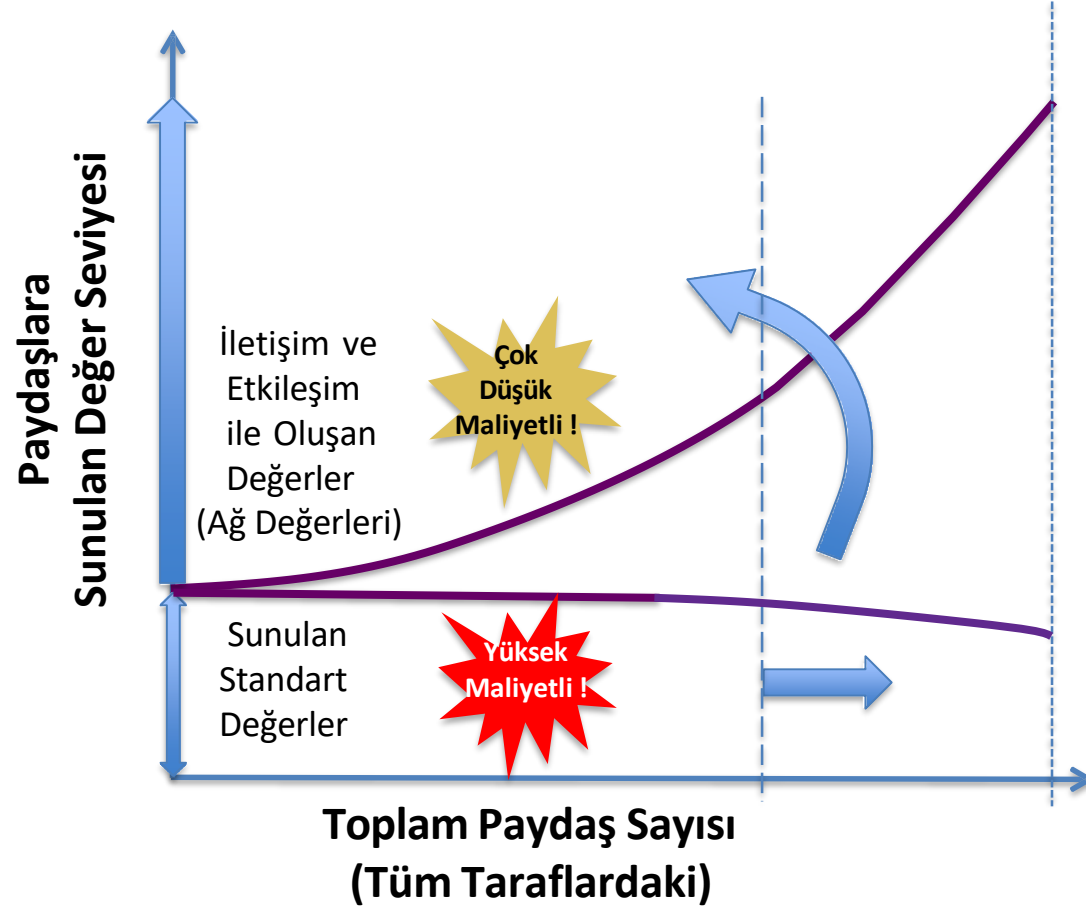 Paydaşlara
Sunulan Değer Seviyesi
İletişim ve
Etkileşim
ile Oluşan
Değerler
(Ağ Değerleri)
Çok
Düşük
Maliyetli !
Sunulan
Standart
Değerler
Yüksek
Maliyetli !
Toplam Paydaş Sayısı
(Tüm Taraflardaki)